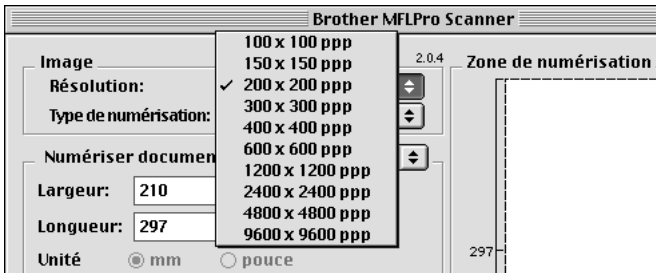 Brother MFLPro Scanner
Image
2.0.4
Résolution:
Type de numérisation:
100 x 100 ppp
150 x 150 ppp
✓ 200 x 200 ppp
300 x 300 ppp
400 x 400 ppp
600 x 600 ppp
1200 x 1200 ppp
2400 x 2400 ppp
4800 x 4800 ppp
9600 x 9600 ppp
Numériser documen
Largeur: 210
Longueur: 297
Unité mm pouce
Zone de numérisation
297